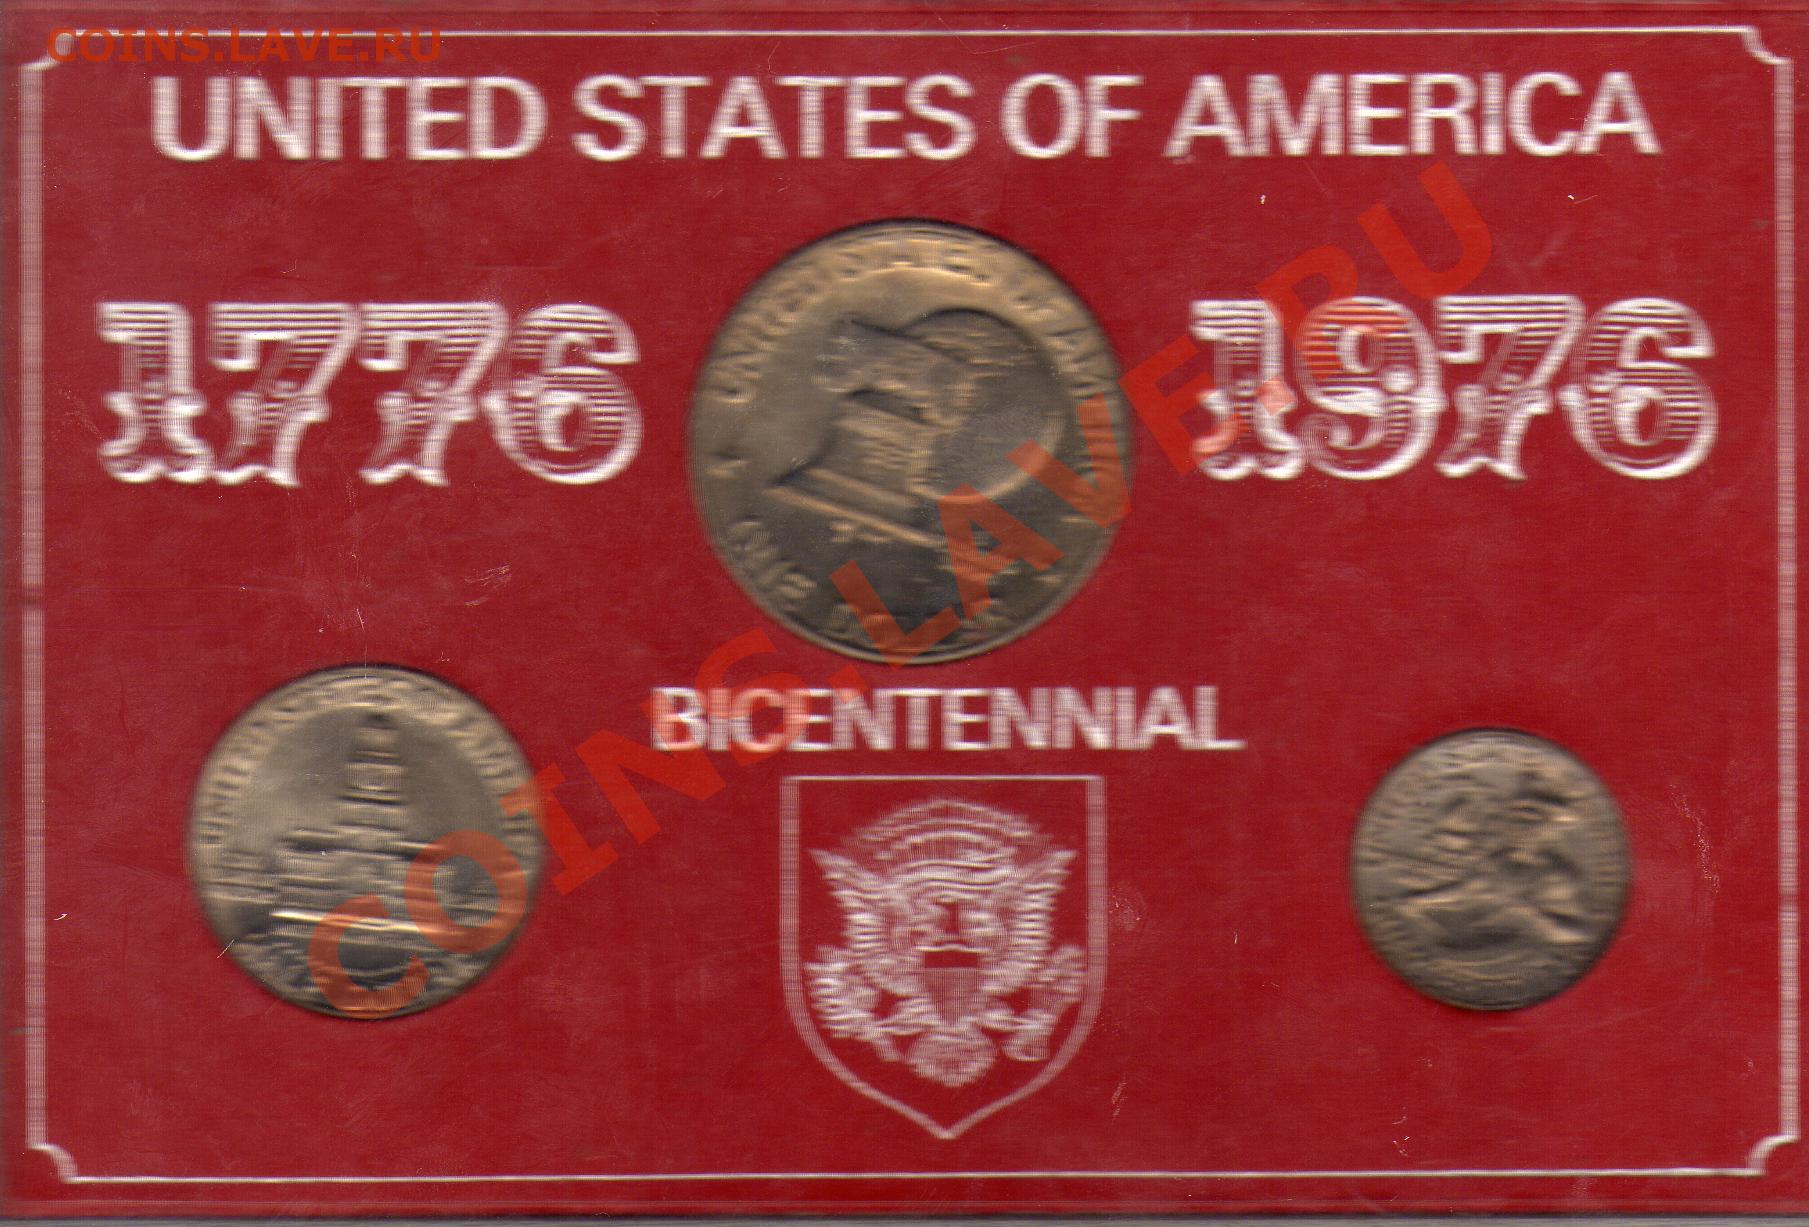 COINS.LAVE.RU
UNITED STATES OF AMERICA
1776 1976
BICENTENNIAL
COINS.LAVE.RU